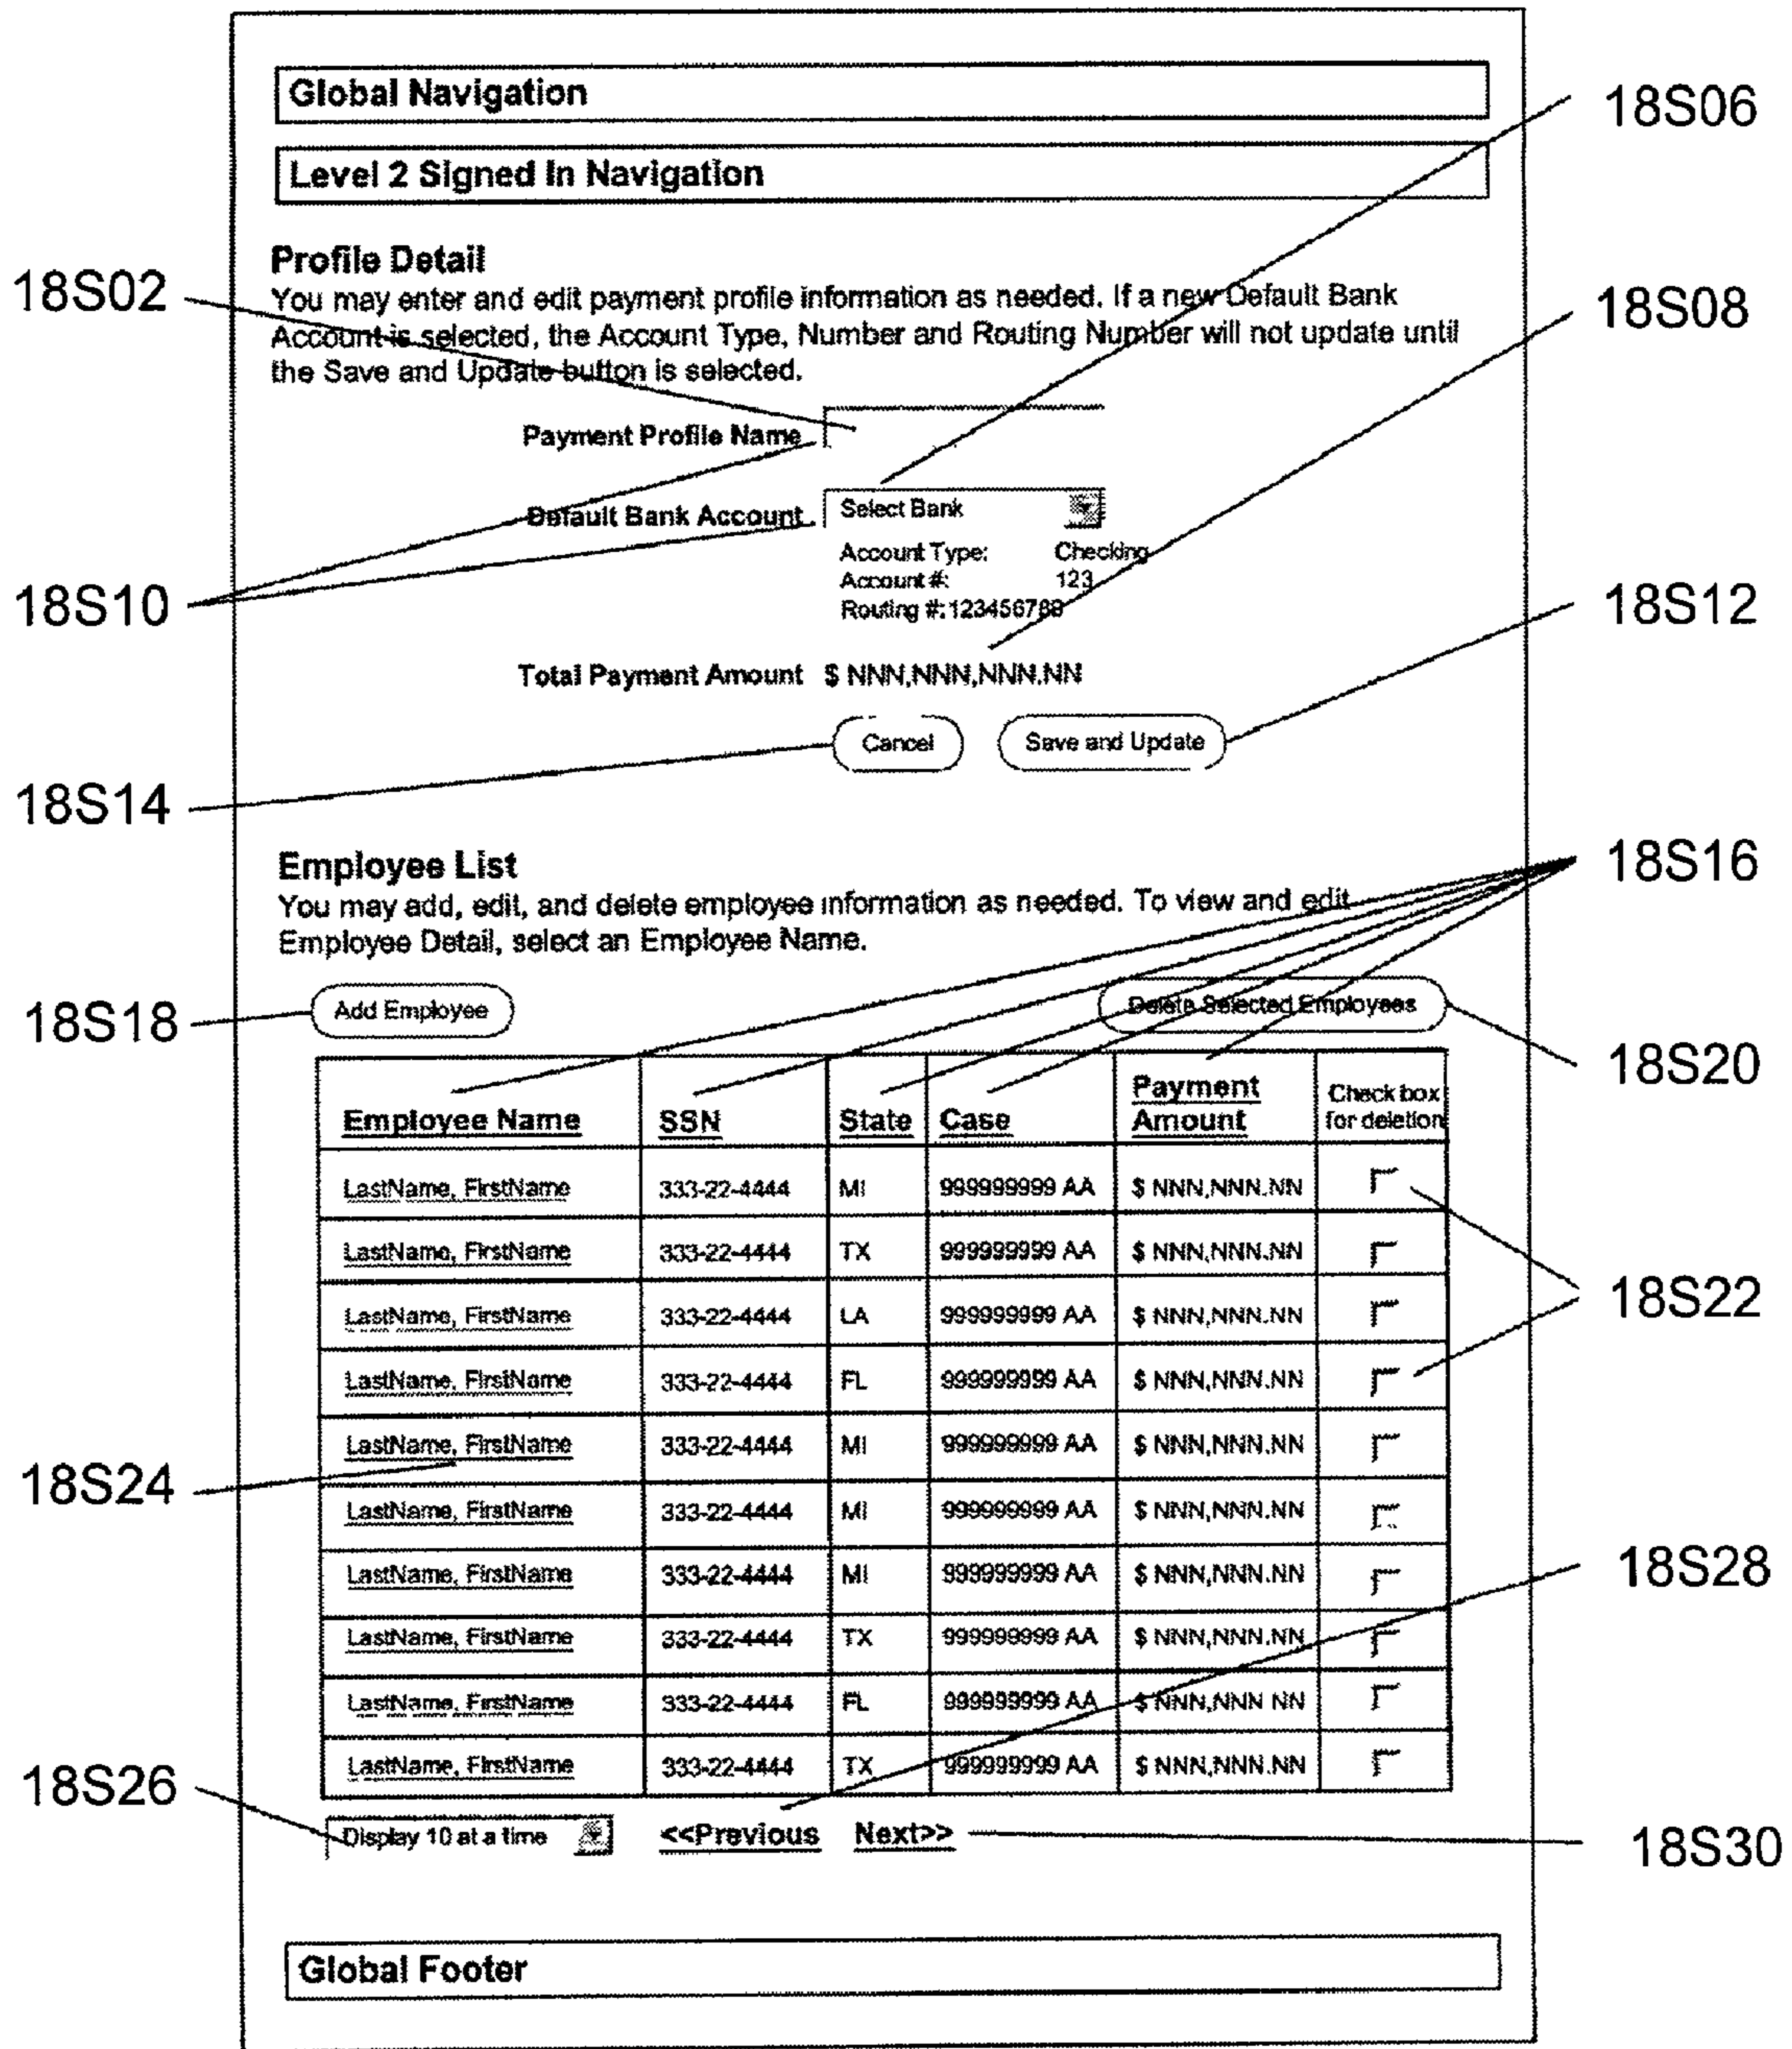 Global Navigation
18S06
Level 2 Signed In Navigation
Profile Detail
18S02
You may enter and edit payment profile information as needed. If a new Default Bank
18S08
Account is selected, the Account Type, Number and Routing Number will not update until
the Save and Update button is selected.
Payment Profile Name
Default Bank Account Select Bank
Account Type: Checking
Account #: 123
18S10
18S12
Routing #: 123456789
Total Payment Amount $ NNN,NNN,NNN.NN
Cancel Save and Update
18S14
Employee List
18S16
You may add, edit, and delete employee information as needed. To view and edit
Employee Detail, select an Employee Name.
18S18
Add Employee Delete Selected Employees
18S20
Employee Name SSN State Case Payment Amount Check box for deletion
LastName, FirstName 333-22-4444 MI 999999999 AA $ NNN,NNN.NN
LastName, FirstName 333-22-4444 TX 999999999 AA $ NNN,NNN.NN
18S22
LastName, FirstName 333-22-4444 LA 999999999 AA $ NNN,NNN.NN
LastName, FirstName 333-22-4444 FL 999999999 AA $ NNN,NNN.NN
LastName, FirstName 333-22-4444 MI 999999999 AA $ NNN,NNN.NN
18S24
LastName, FirstName 333-22-4444 MI 999999999 AA $ NNN,NNN.NN
18S28
LastName, FirstName 333-22-4444 MI 999999999 AA $ NNN,NNN.NN
LastName, FirstName 333-22-4444 TX 999999999 AA $ NNN,NNN.NN
LastName, FirstName 333-22-4444 FL 999999999 AA $ NNN,NNN NN
LastName, FirstName 333-22-4444 TX 999999999 AA $ NNN,NNN.NN
18S26
Display 10 at a time <<Previous Next>>
18S30
Global Footer